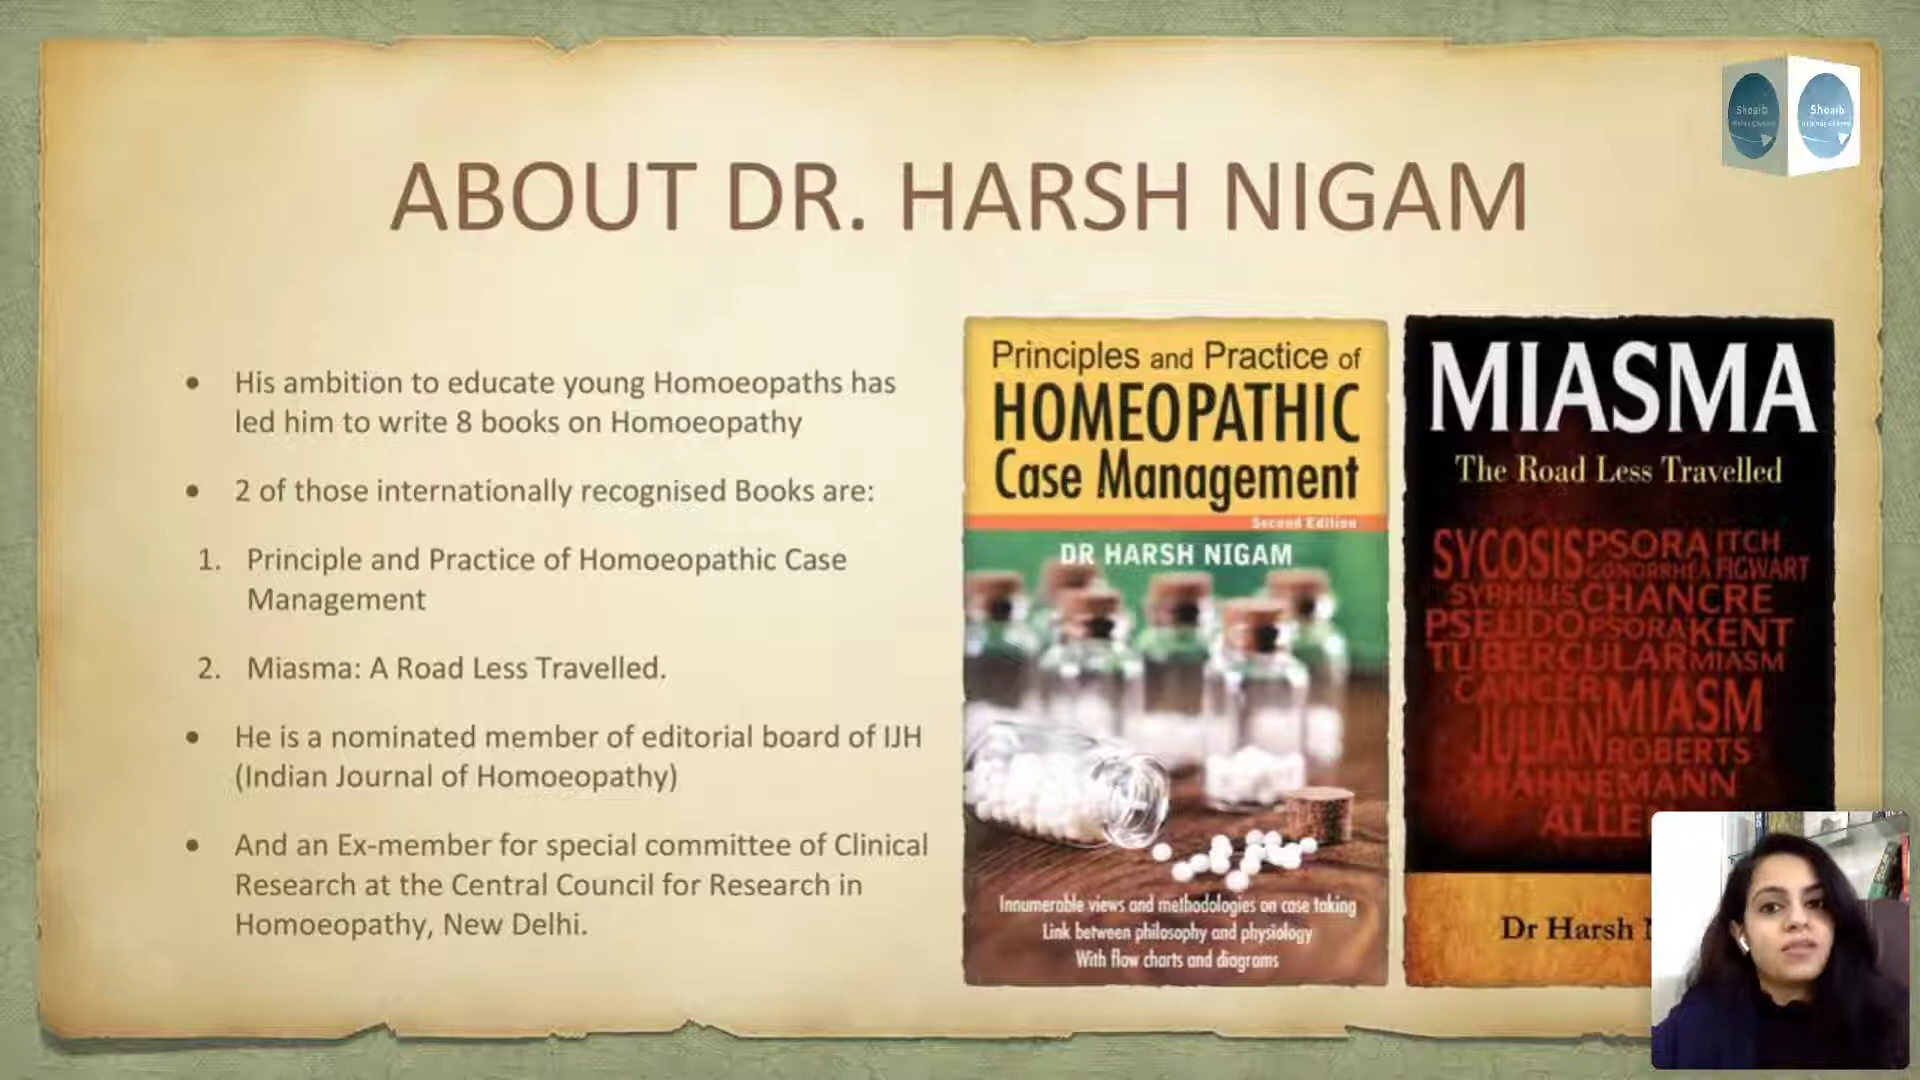 Shoaib
Shoaib
ABOUT DR. HARSH NIGAM
• His ambition to educate young Homoeopaths has
led him to write 8 books on Homoeopathy
• 2 of those internationally recognised Books are:
1. Principle and Practice of Homoeopathic Case
Management
2. Miasma: A Road Less Travelled.
• He is a nominated member of editorial board of IJH
(Indian Journal of Homoeopathy)
• And an Ex-member for special committee of Clinical
Research at the Central Council for Research in
Homoeopathy, New Delhi.
Principles and Practice of
HOMEOPATHIC
Case Management
Second Edition
DR HARSH NIGAM
Innumerable views and methodologies on case taking
Link between philosophy and physiology
With flow charts and diagrams
MIASMA
The Road Less Travelled
SYCOSIS PSORA ITCH
GONORRHEA FIGWART
SYPHILIS CHANCRE
PSEUDOPSORA KENT
TUBERCULAR MIASM
CANCER MIASM
JULIAN ROBERTS
HAHNEMANN
ALLE
Dr Harsh